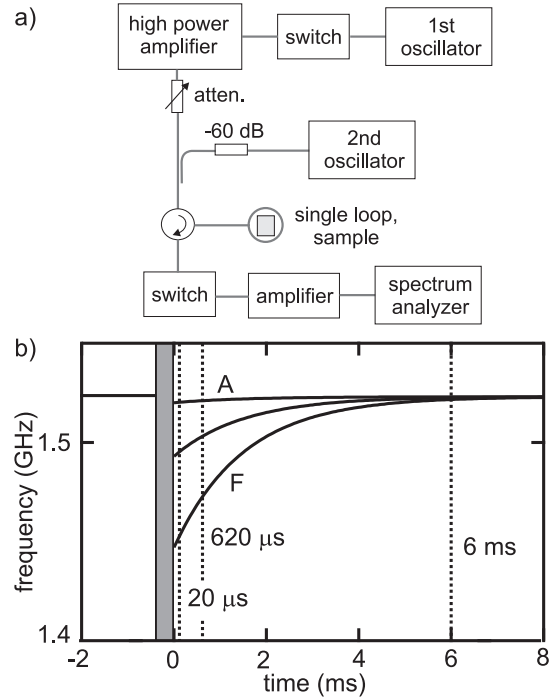 a)
high power
amplifier
switch
1st
oscillator
atten.
-60 dB
2nd
oscillator
single loop,
sample
switch
amplifier
spectrum
analyzer
b)
frequency (GHz)
1.5
1.4
A
F
620 μs
20 μs
6 ms
-2
0
2
4
6
8
time (ms)